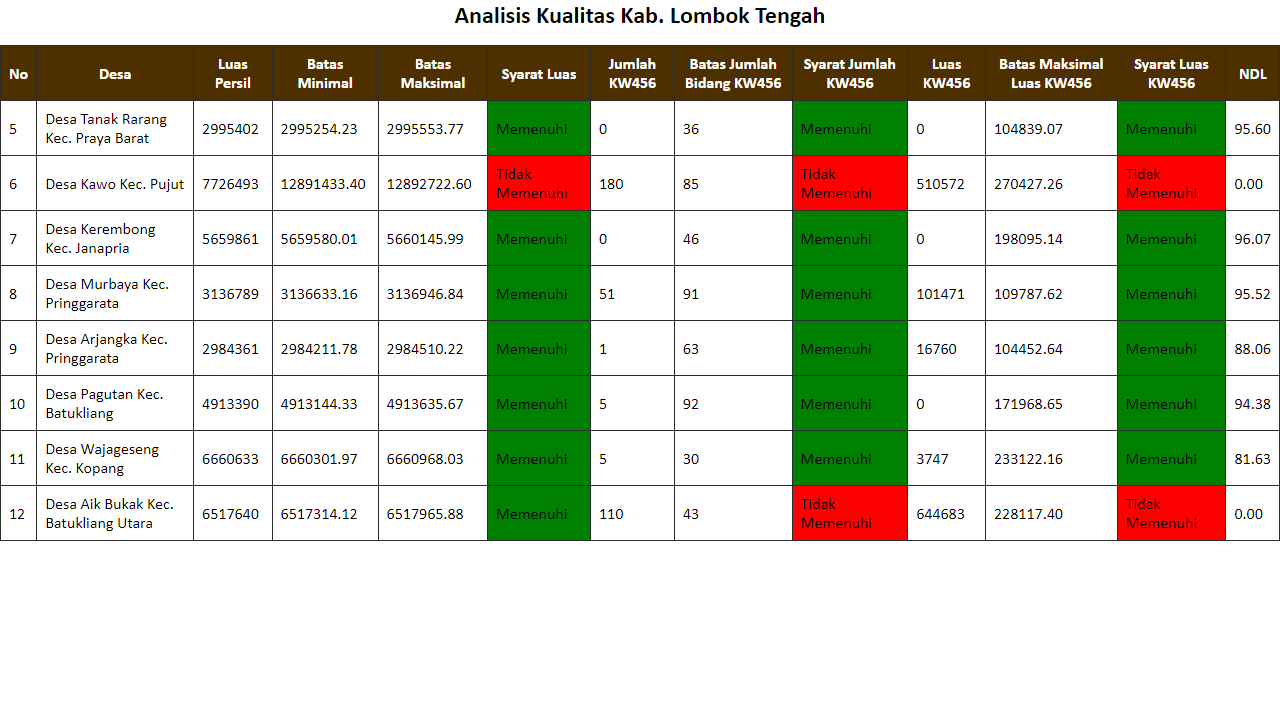 Analisis Kualitas Kab. Lombok Tengah
No Desa Luas Persil Batas Minimal Batas Maksimal Syarat Luas Jumlah KW456 Batas Jumlah Bidang KW456 Syarat Jumlah KW456 Luas KW456 Batas Maksimal Luas KW456 Syarat Luas KW456 NDL
5 Desa Tanak Rarang Kec. Praya Barat 2995402 2995254.23 2995553.77 Memenuhi 0 36 Memenuhi 0 104839.07 Memenuhi 95.60
6 Desa Kawo Kec. Pujut 7726493 12891433.40 12892722.60 Tidak Memenuhi 180 85 Tidak Memenuhi 510572 270427.26 Tidak Memenuhi 0.00
7 Desa Kerembong Kec. Janapria 5659861 5659580.01 5660145.99 Memenuhi 0 46 Memenuhi 0 198095.14 Memenuhi 96.07
8 Desa Murbaya Kec. Pringgarata 3136789 3136633.16 3136946.84 Memenuhi 51 91 Memenuhi 101471 109787.62 Memenuhi 95.52
9 Desa Arjangka Kec. Pringgarata 2984361 2984211.78 2984510.22 Memenuhi 1 63 Memenuhi 16760 104452.64 Memenuhi 88.06
10 Desa Pagutan Kec. Batukliang 4913390 4913144.33 4913635.67 Memenuhi 5 92 Memenuhi 0 171968.65 Memenuhi 94.38
11 Desa Wajageseng Kec. Kopang 6660633 6660301.97 6660968.03 Memenuhi 5 30 Memenuhi 3747 233122.16 Memenuhi 81.63
12 Desa Aik Bukak Kec. Batukliang Utara 6517640 6517314.12 6517965.88 Memenuhi 110 43 Tidak Memenuhi 644683 228117.40 Tidak Memenuhi 0.00